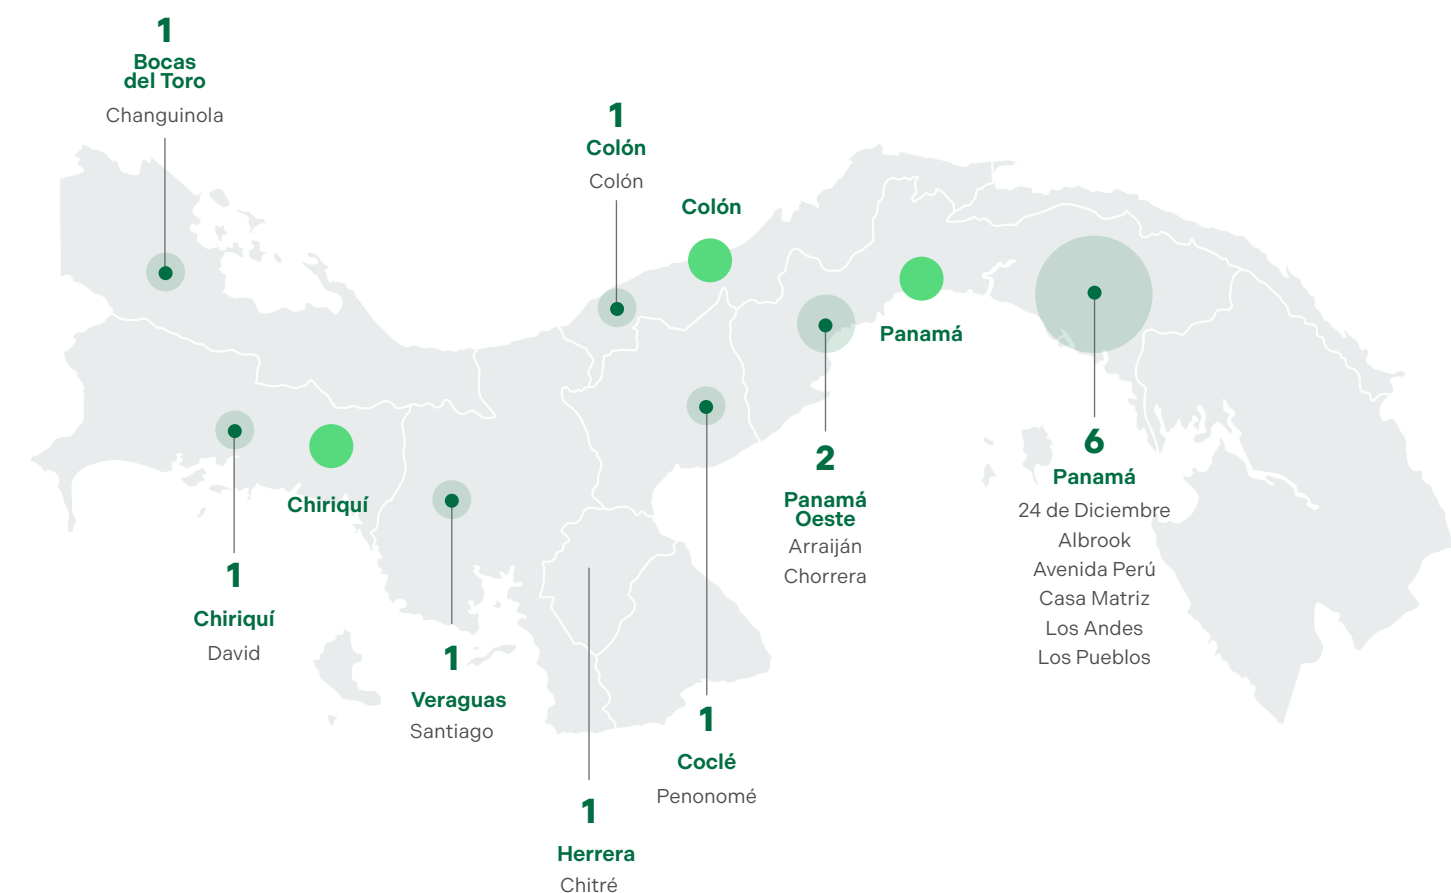 1
Bocas
del Toro
Changuinola
1
Colón
Colón
Colón
Panamá
Chiriquí
1
Chiriquí
David
1
Veraguas
Santiago
1
Herrera
Chitré
1
Coclé
Penonomé
2
Panamá
Oeste
Arraiján
Chorrera
6
Panamá
24 de Diciembre
Albrook
Avenida Perú
Casa Matriz
Los Andes
Los Pueblos